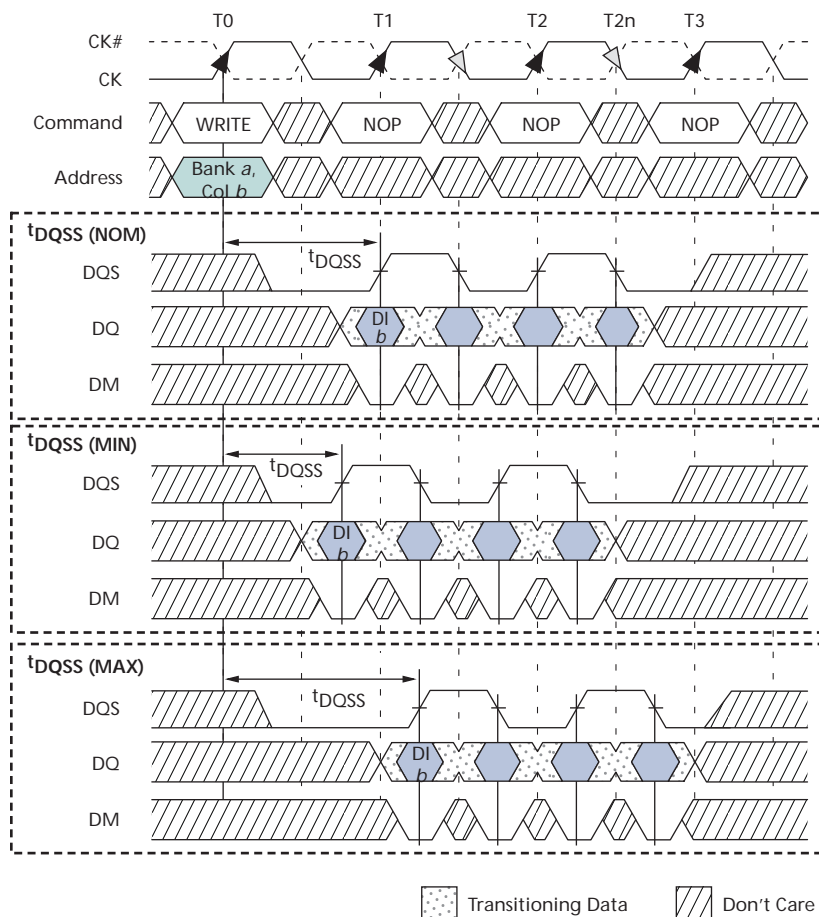 T0 T1 T2 T2n T3
CK#
CK
Command WRITE NOP NOP NOP
Address Bank a,
Col b
tDQSS (NOM)
tDQSS
DQS
DQ DI
b
DM
tDQSS (MIN)
tDQSS
DQS
DQ DI
b
DM
tDQSS (MAX)
tDQSS
DQS
DQ DI
b
DM
Transitioning Data Don't Care